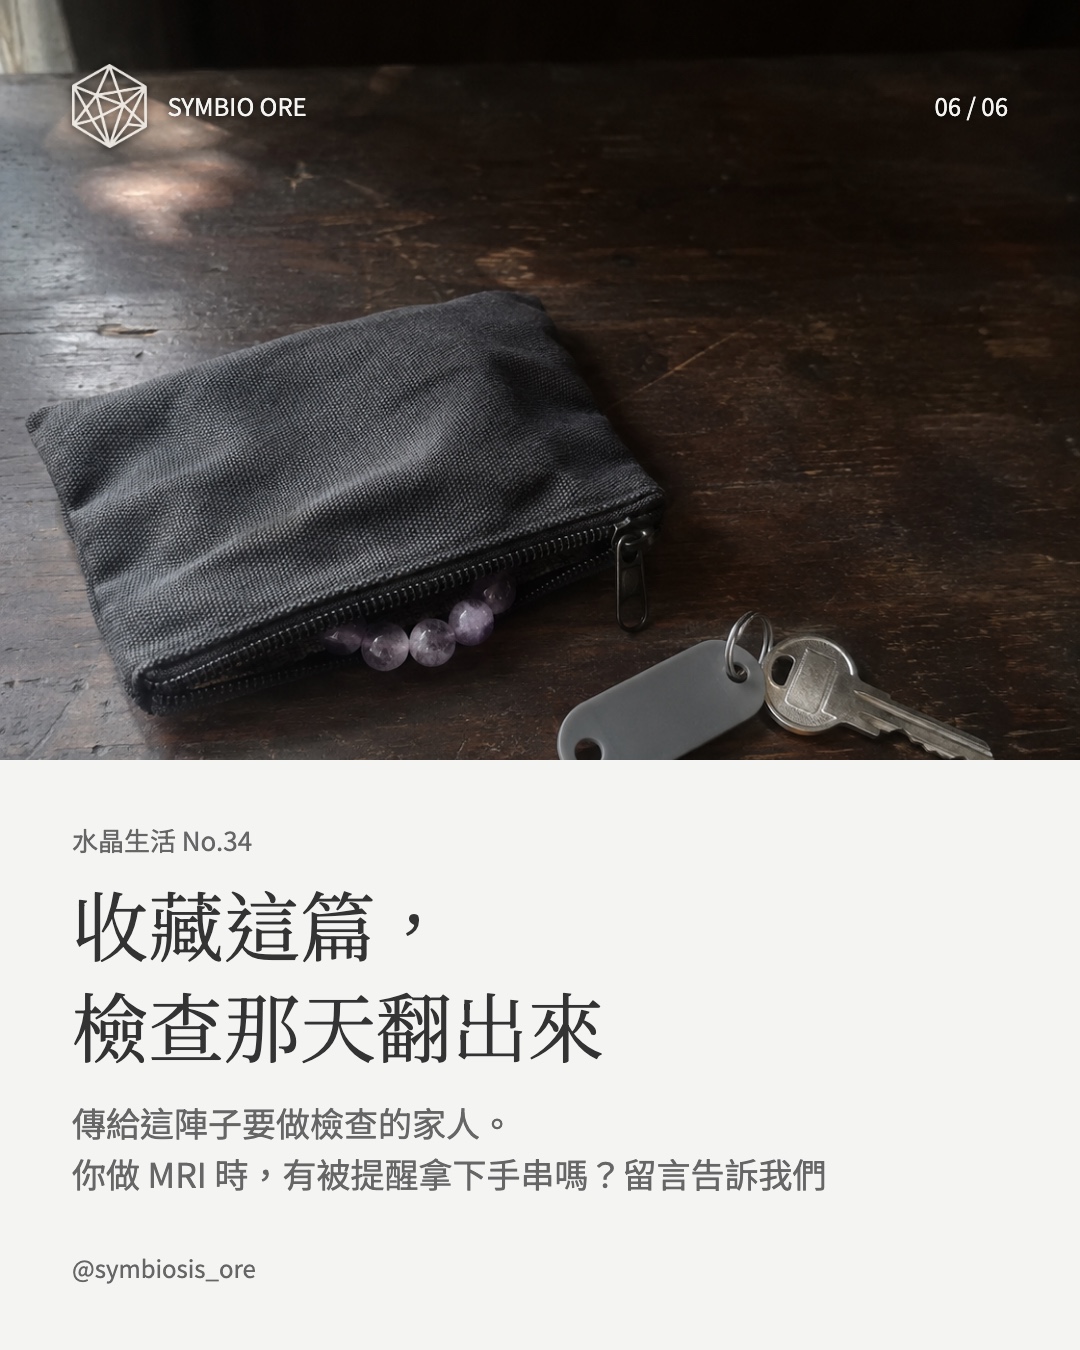 SYMBIO ORE
06 / 06
水晶生活 No.34
收藏這篇，
檢查那天翻出來
傳給這陣子要做檢查的家人。
你做 MRI 時，有被提醒拿下手串嗎？留言告訴我們
@symbiosis_ore